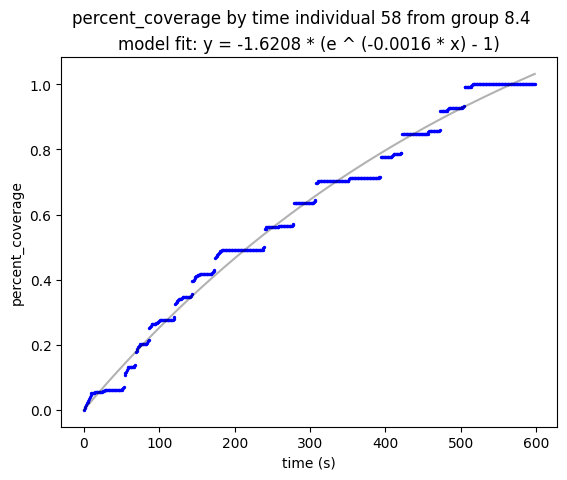 percent_coverage by time individual 58 from group 8.4
model fit: y = -1.6208 * (e ^ (-0.0016 * x) - 1)
percent_coverage
1.0
0.8
0.6
0.4
0.2
0.0
0 100 200 300 400 500 600
time (s)